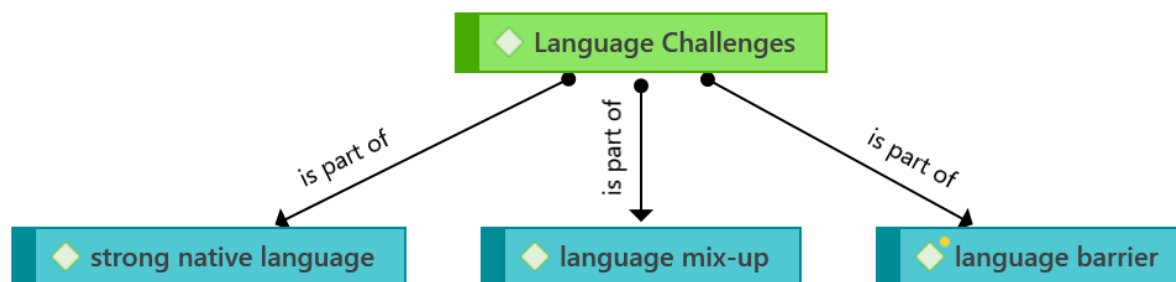 Language Challenges
is part of
is part of
is part of
strong native language
language mix-up
language barrier